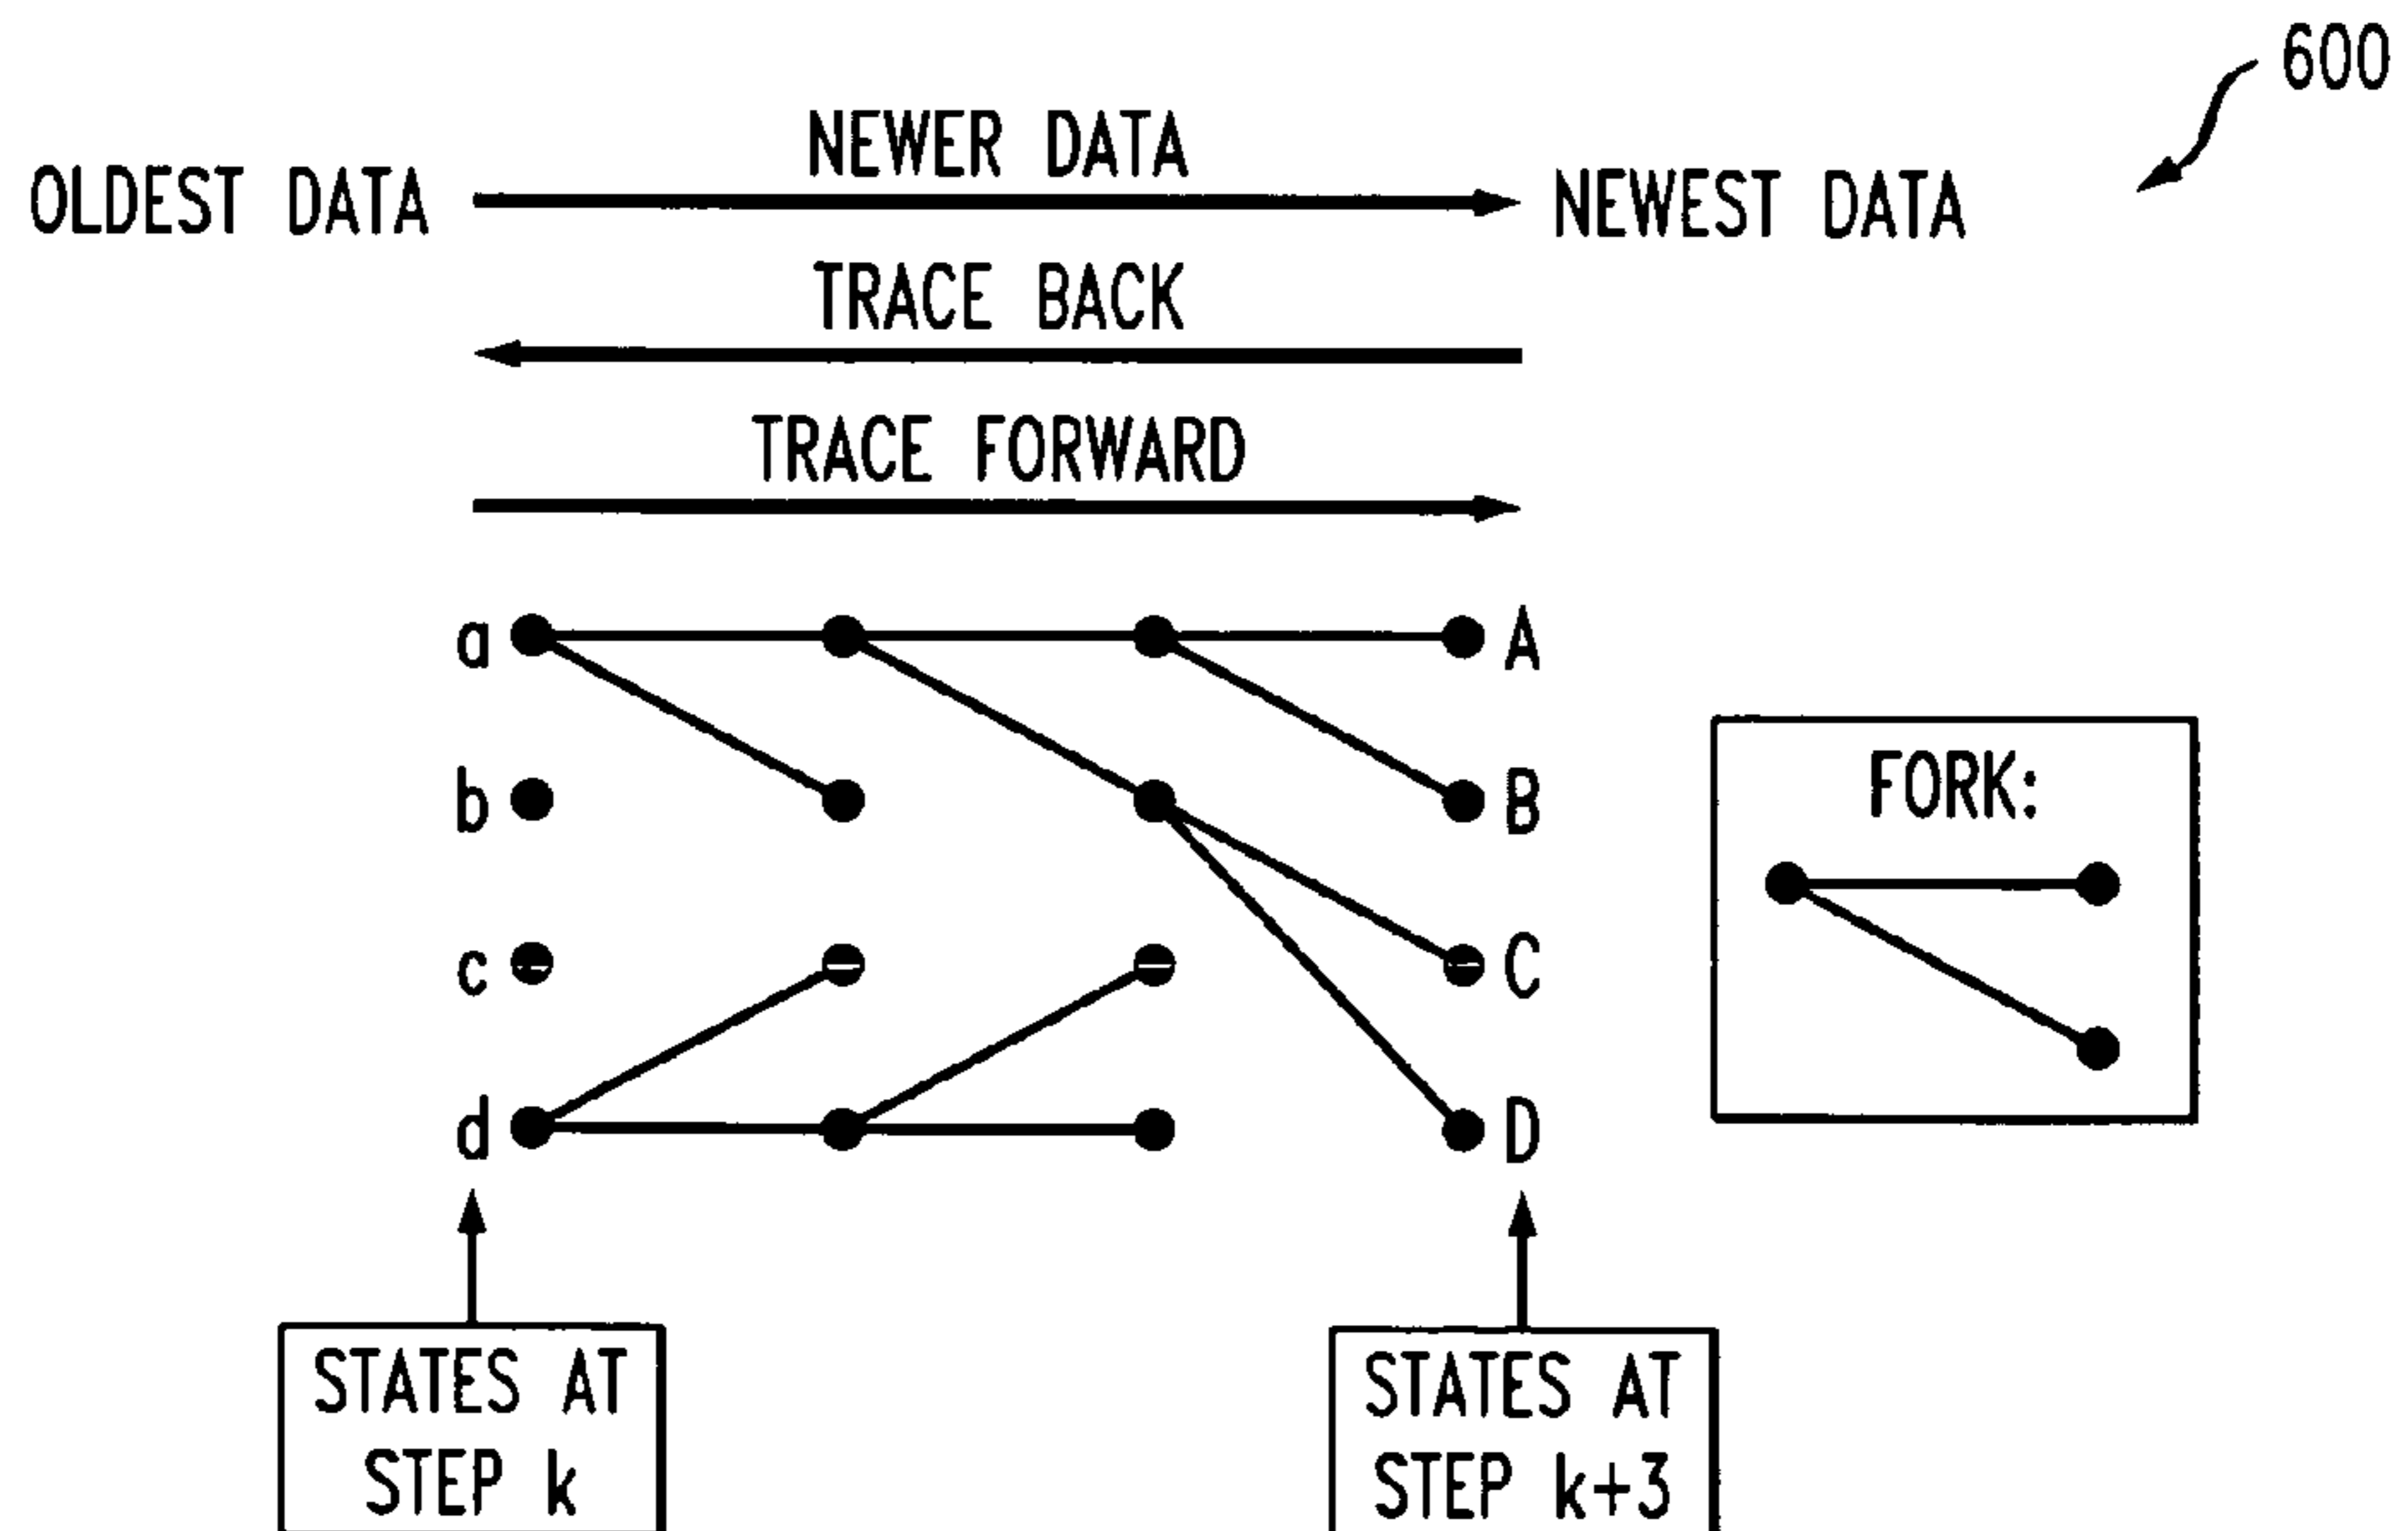 600
NEWER DATA
OLDEST DATA
NEWEST DATA
TRACE BACK
TRACE FORWARD
a
A
b
B
FORK:
c
C
d
D
STATES AT
STEP k
STATES AT
STEP k+3